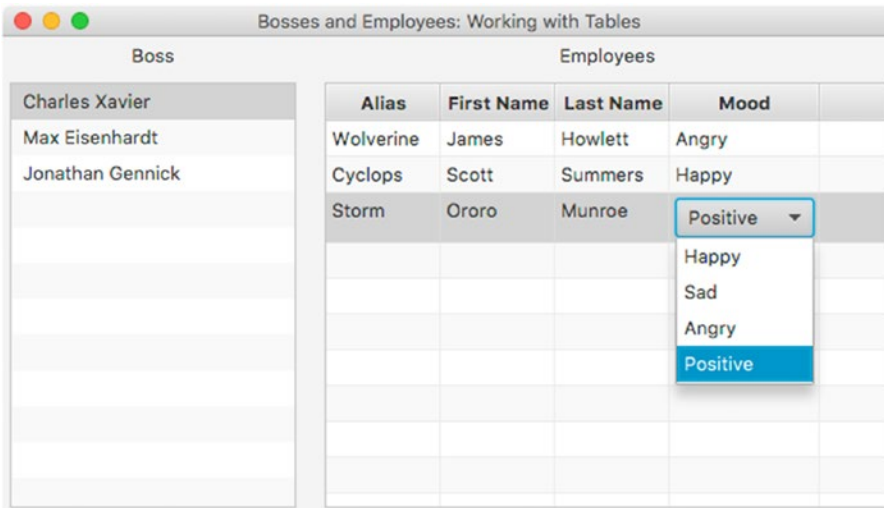 Bosses and Employees: Working with Tables
Boss
Employees
Charles Xavier
Max Eisenhardt
Jonathan Gennick
Alias First Name Last Name Mood
Wolverine James Howlett Angry
Cyclops Scott Summers Happy
Storm Ororo Munroe Positive
Happy
Sad
Angry
Positive